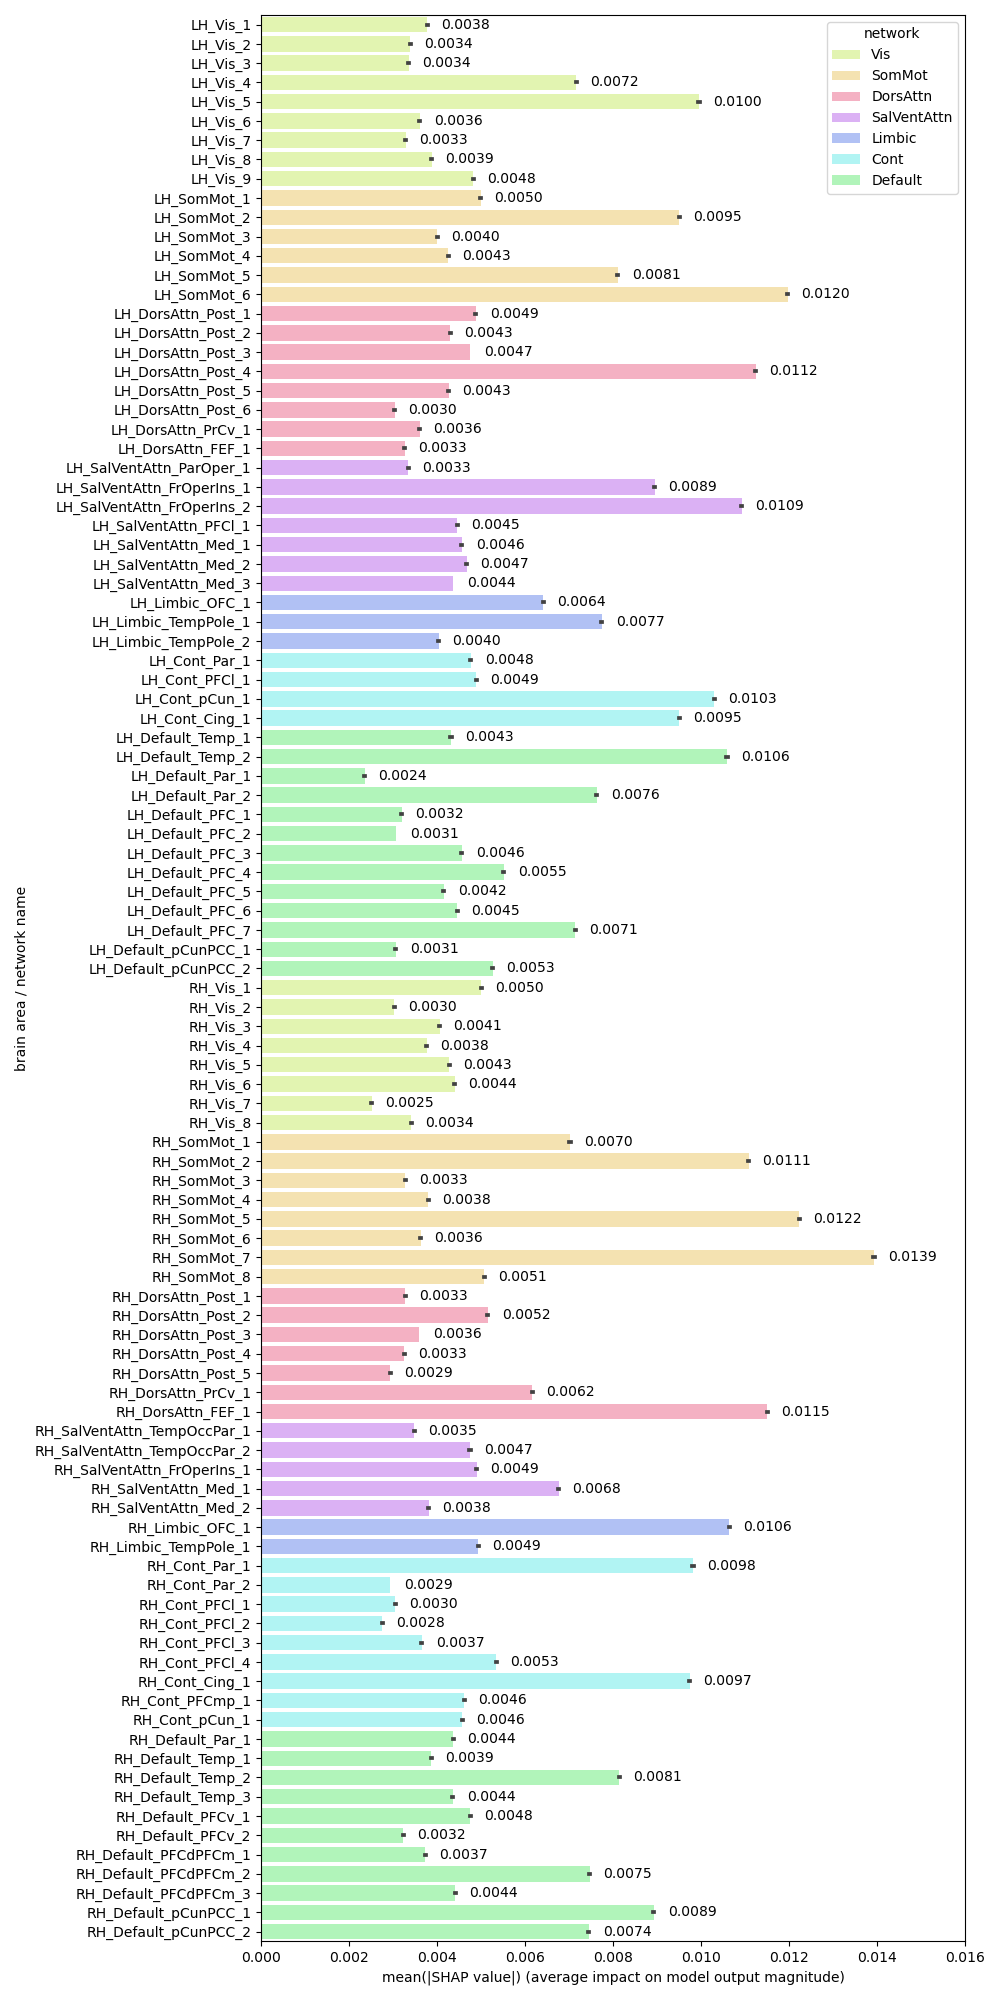 LH_Vis_1 0.0038
LH_Vis_2 0.0034
LH_Vis_3 0.0034
LH_Vis_4 0.0072
LH_Vis_5 0.0100
LH_Vis_6 0.0036
LH_Vis_7 0.0033
LH_Vis_8 0.0039
LH_Vis_9 0.0048
LH_SomMot_1 0.0050
LH_SomMot_2 0.0095
LH_SomMot_3 0.0040
LH_SomMot_4 0.0043
LH_SomMot_5 0.0081
LH_SomMot_6 0.0120
LH_DorsAttn_Post_1 0.0049
LH_DorsAttn_Post_2 0.0043
LH_DorsAttn_Post_3 0.0047
LH_DorsAttn_Post_4 0.0112
LH_DorsAttn_Post_5 0.0043
LH_DorsAttn_Post_6 0.0030
LH_DorsAttn_PrCv_1 0.0036
LH_DorsAttn_FEF_1 0.0033
LH_SalVentAttn_ParOper_1 0.0033
LH_SalVentAttn_FrOperIns_1 0.0089
LH_SalVentAttn_FrOperIns_2 0.0109
LH_SalVentAttn_PFCl_1 0.0045
LH_SalVentAttn_Med_1 0.0046
LH_SalVentAttn_Med_2 0.0047
LH_SalVentAttn_Med_3 0.0044
LH_Limbic_OFC_1 0.0064
LH_Limbic_TempPole_1 0.0077
LH_Limbic_TempPole_2 0.0040
LH_Cont_Par_1 0.0048
LH_Cont_PFCl_1 0.0049
LH_Cont_pCun_1 0.0103
LH_Cont_Cing_1 0.0095
LH_Default_Temp_1 0.0043
LH_Default_Temp_2 0.0106
LH_Default_Par_1 0.0024
LH_Default_Par_2 0.0076
LH_Default_PFC_1 0.0032
LH_Default_PFC_2 0.0031
LH_Default_PFC_3 0.0046
LH_Default_PFC_4 0.0055
LH_Default_PFC_5 0.0042
LH_Default_PFC_6 0.0045
LH_Default_PFC_7 0.0071
LH_Default_pCunPCC_1 0.0031
LH_Default_pCunPCC_2 0.0053
RH_Vis_1 0.0050
RH_Vis_2 0.0030
RH_Vis_3 0.0041
RH_Vis_4 0.0038
RH_Vis_5 0.0043
RH_Vis_6 0.0044
RH_Vis_7 0.0025
RH_Vis_8 0.0034
RH_SomMot_1 0.0070
RH_SomMot_2 0.0111
RH_SomMot_3 0.0033
RH_SomMot_4 0.0038
RH_SomMot_5 0.0122
RH_SomMot_6 0.0036
RH_SomMot_7 0.0139
RH_SomMot_8 0.0051
RH_DorsAttn_Post_1 0.0033
RH_DorsAttn_Post_2 0.0052
RH_DorsAttn_Post_3 0.0036
RH_DorsAttn_Post_4 0.0033
RH_DorsAttn_Post_5 0.0029
RH_DorsAttn_PrCv_1 0.0062
RH_DorsAttn_FEF_1 0.0115
RH_SalVentAttn_TempOccPar_1 0.0035
RH_SalVentAttn_TempOccPar_2 0.0047
RH_SalVentAttn_FrOperIns_1 0.0049
RH_SalVentAttn_Med_1 0.0068
RH_SalVentAttn_Med_2 0.0038
RH_Limbic_OFC_1 0.0106
RH_Limbic_TempPole_1 0.0049
RH_Cont_Par_1 0.0098
RH_Cont_Par_2 0.0029
RH_Cont_PFCl_1 0.0030
RH_Cont_PFCl_2 0.0028
RH_Cont_PFCl_3 0.0037
RH_Cont_PFCl_4 0.0053
RH_Cont_Cing_1 0.0097
RH_Cont_PFCmp_1 0.0046
RH_Cont_pCun_1 0.0046
RH_Default_Par_1 0.0044
RH_Default_Temp_1 0.0039
RH_Default_Temp_2 0.0081
RH_Default_Temp_3 0.0044
RH_Default_PFCv_1 0.0048
RH_Default_PFCv_2 0.0032
RH_Default_PFCdPFCm_1 0.0037
RH_Default_PFCdPFCm_2 0.0075
RH_Default_PFCdPFCm_3 0.0044
RH_Default_pCunPCC_1 0.0089
RH_Default_pCunPCC_2 0.0074
network
Vis
SomMot
DorsAttn
SalVentAttn
Limbic
Cont
Default
brain area / network name
0.000 0.002 0.004 0.006 0.008 0.010 0.012 0.014 0.016
mean(|SHAP value|) (average impact on model output magnitude)